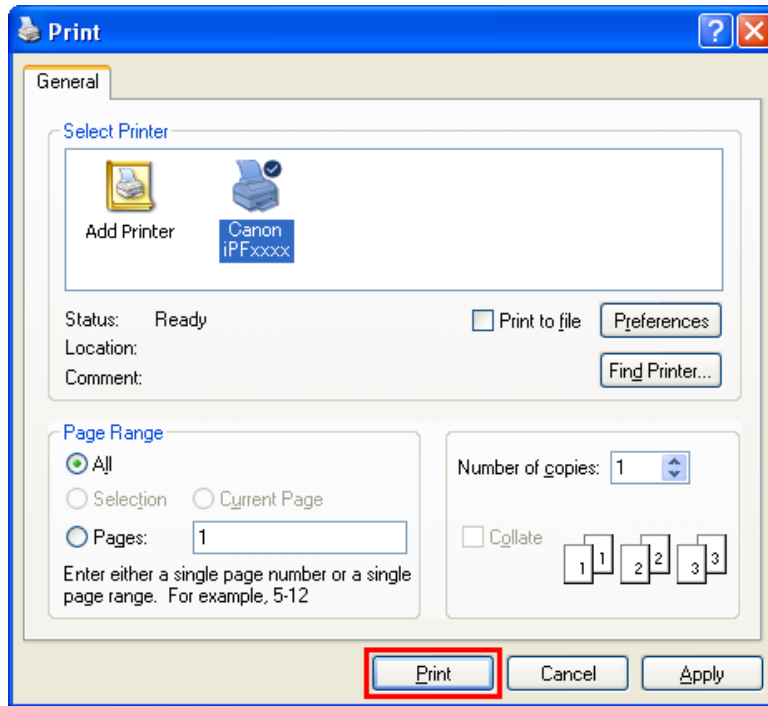 Print
General
Select Printer
Add Printer
Canon
iPFxxxx
Status: Ready
Print to file
Preferences
Location:
Comment:
Find Printer...
Page Range
All
Selection
Current Page
Pages: 1
Enter either a single page number or a single
page range. For example, 5-12
Number of copies: 1
Collate
1 1 2 2 3 3
Print
Cancel
Apply